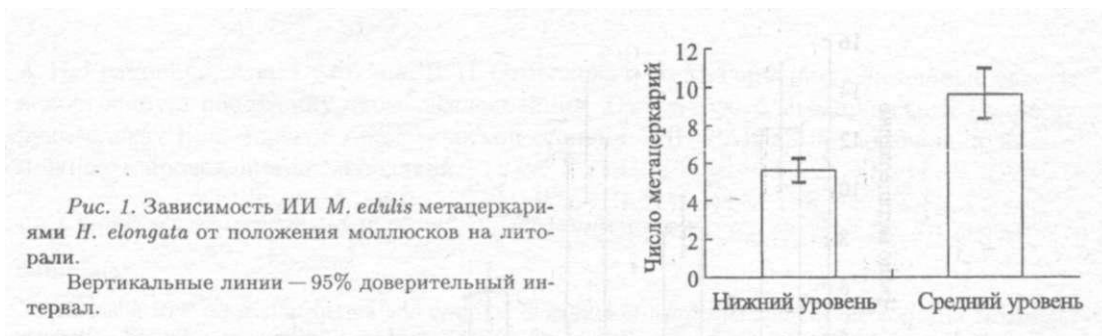 Рис. 1. Зависимость ИИ M. edulis метацеркари-
ями H. elongata от положения моллюсков на лито-
рали.
Вертикальные линии — 95% доверительный ин-
тервал.
Число метацеркарий
12
10
8
6
4
2
0
Нижний уровень Средний уровень